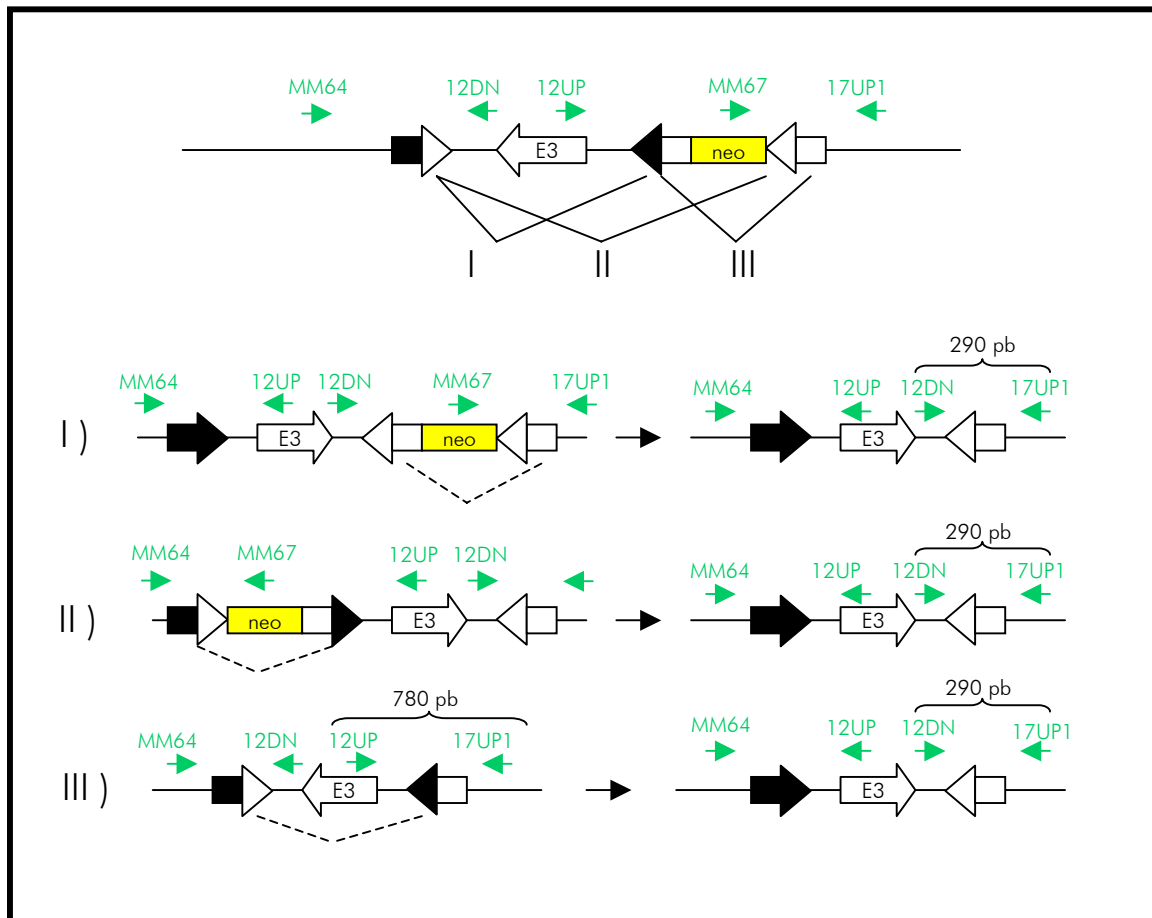 MM64 12DN 12UP MM67 17UP1
E3 neo
I II III
290 pb
MM64 12UP 12DN MM67 17UP1 MM64 12UP 12DN 17UP1
I ) E3 neo E3
290 pb
MM64 MM67 12UP 12DN MM64 12UP 12DN 17UP1
II ) neo E3 E3
780 pb 290 pb
MM64 12DN 12UP 17UP1 MM64 12UP 12DN 17UP1
III ) E3 E3